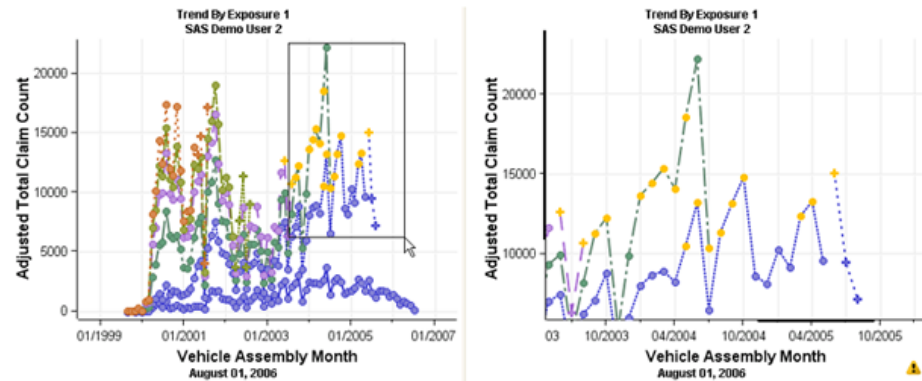 Trend By Exposure 1
SAS Demo User 2
Adjusted Total Claim Count
20000
15000
10000
5000
0
01/1999 01/2001 01/2003 01/2005 01/2007
Vehicle Assembly Month
August 01, 2006
Trend By Exposure 1
SAS Demo User 2
Adjusted Total Claim Count
20000
15000
10000
03 10/2003 04/2004 10/2004 04/2005 10/2005
Vehicle Assembly Month
August 01, 2006